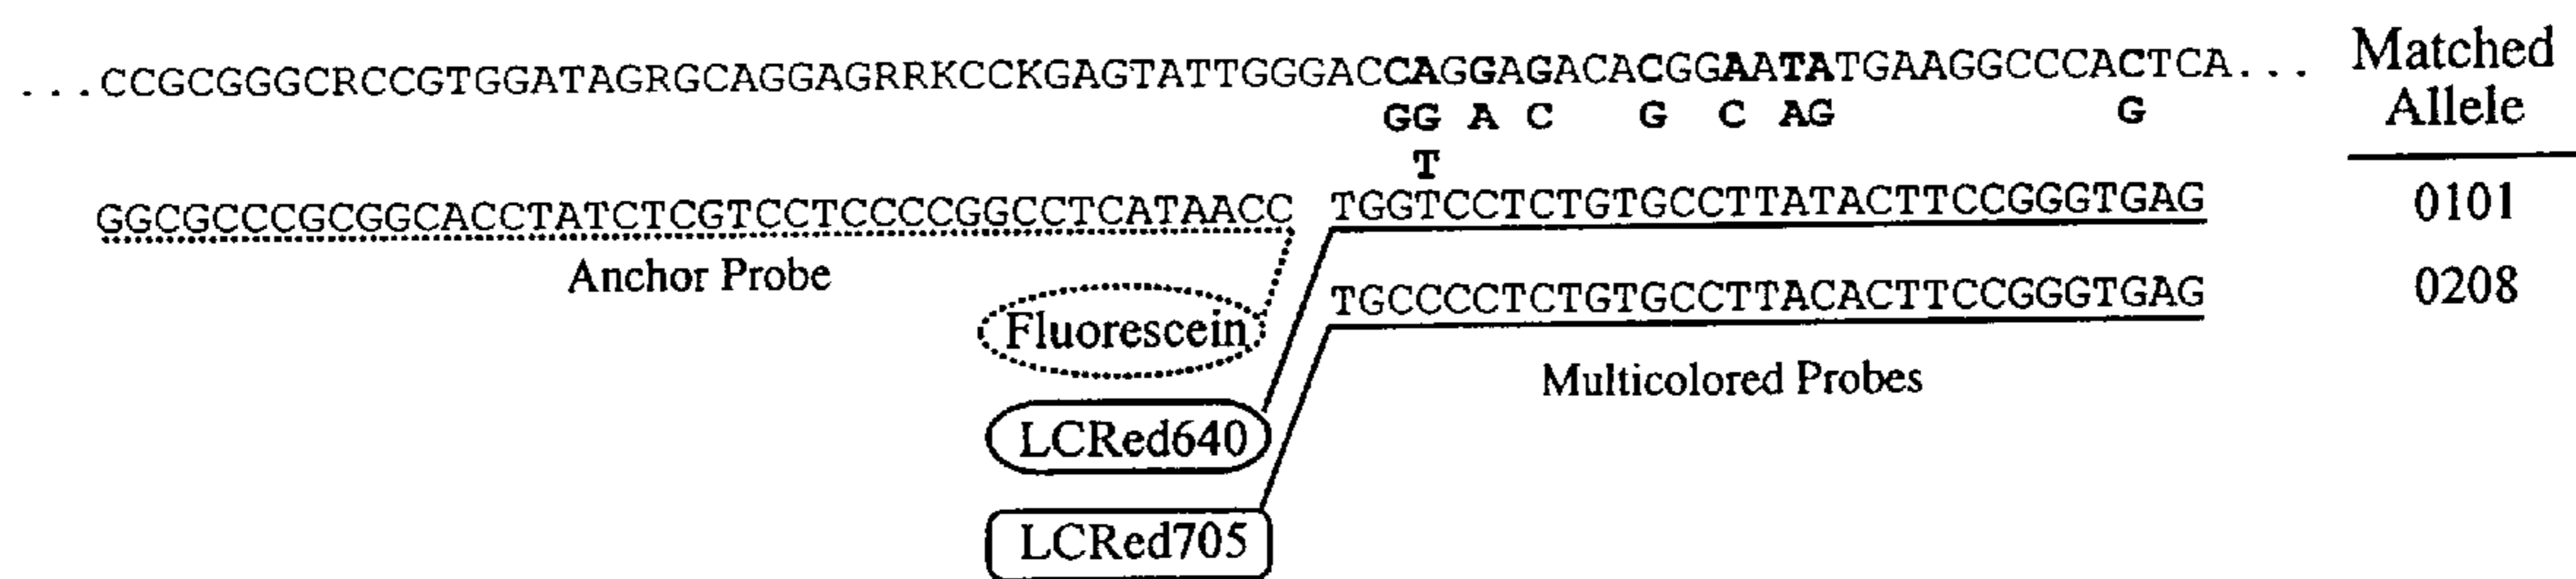 ...CCGCGGGCRCCGTGGATAGRGCAGGAGRRKCCKGAGTATTGGGACCAGGAGACACGGAATATGAAGGCCCACTCA... Matched
GG A C G C AG G Allele
T
GGCGCCCGCGGCACCTATCTCGTCCTCCCCGGCCTCATAACC TGGTCCTCTGTGCCTTATACTTCCGGGTGAG 0101
Anchor Probe
TGCCCCTCTGTGCCTTACACTTCCGGGTGAG 0208
Fluorescein
Multicolored Probes
LCRed640
LCRed705